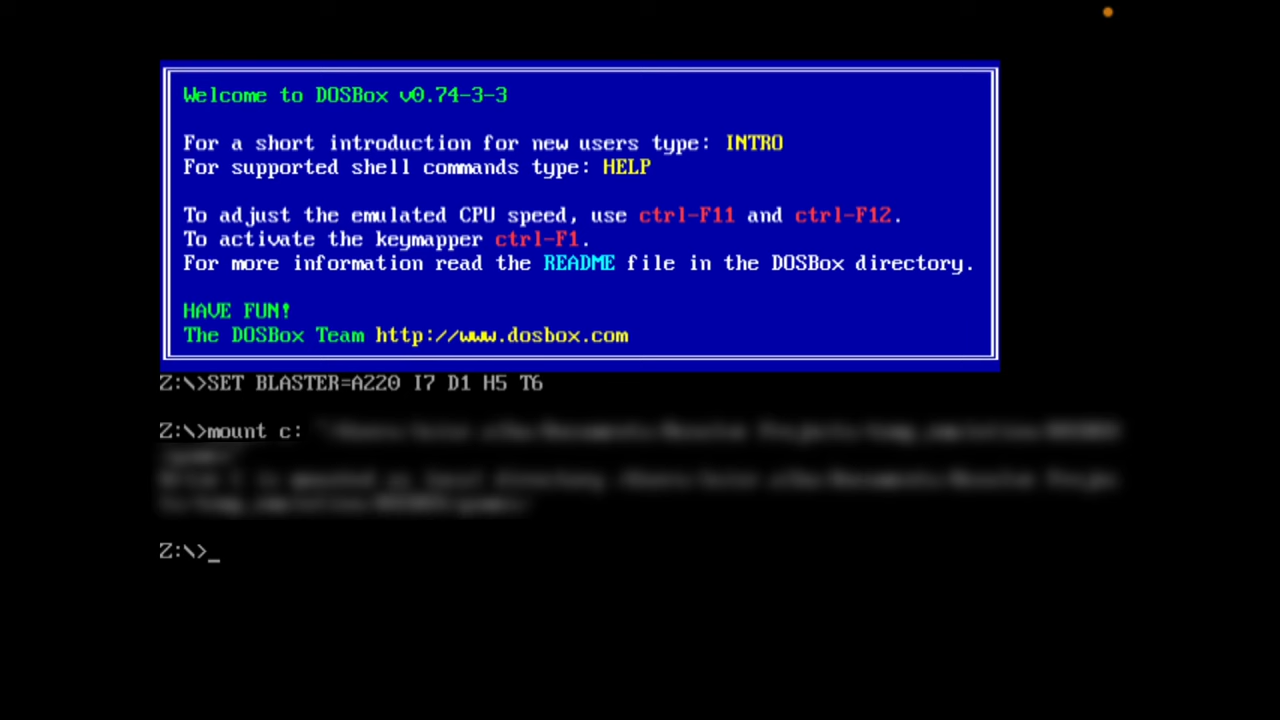 Welcome to DOSBox v0.74-3-3
For a short introduction for new users type: INTRO
For supported shell commands type: HELP
To adjust the emulated CPU speed, use ctrl-F11 and ctrl-F12.
To activate the keymapper ctrl-F1.
For more information read the README file in the DOSBox directory.
HAVE FUN!
The DOSBox Team http://www.dosbox.com
Z:\>SET BLASTER=A220 I7 D1 H5 T6
Z:\>mount c:
Z:\>_